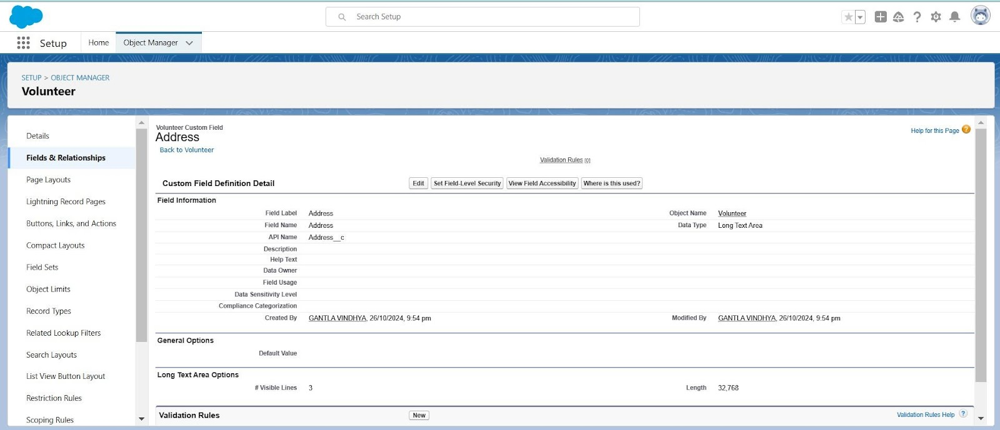 Search Setup
Setup
Home
Object Manager
SETUP > OBJECT MANAGER
Volunteer
Details
Fields & Relationships
Page Layouts
Lightning Record Pages
Buttons, Links, and Actions
Compact Layouts
Field Sets
Object Limits
Record Types
Related Lookup Filters
Search Layouts
List View Button Layout
Restriction Rules
Scoping Rules
Volunteer Custom Field
Address
Help for this Page
Back to Volunteer
Validation Rules [0]
Custom Field Definition Detail Edit Set Field-Level Security View Field Accessibility Where is this used?
Field Information
Field Label Address Object Name Volunteer
Field Name Address Data Type Long Text Area
API Name Address__c
Description
Help Text
Data Owner
Field Usage
Data Sensitivity Level
Compliance Categorization
Created By GANTLA VINDHYA, 26/10/2024, 9:54 pm Modified By GANTLA VINDHYA, 26/10/2024, 9:54 pm
General Options
Default Value
Long Text Area Options
# Visible Lines 3 Length 32,768
Validation Rules New Validation Rules Help ?